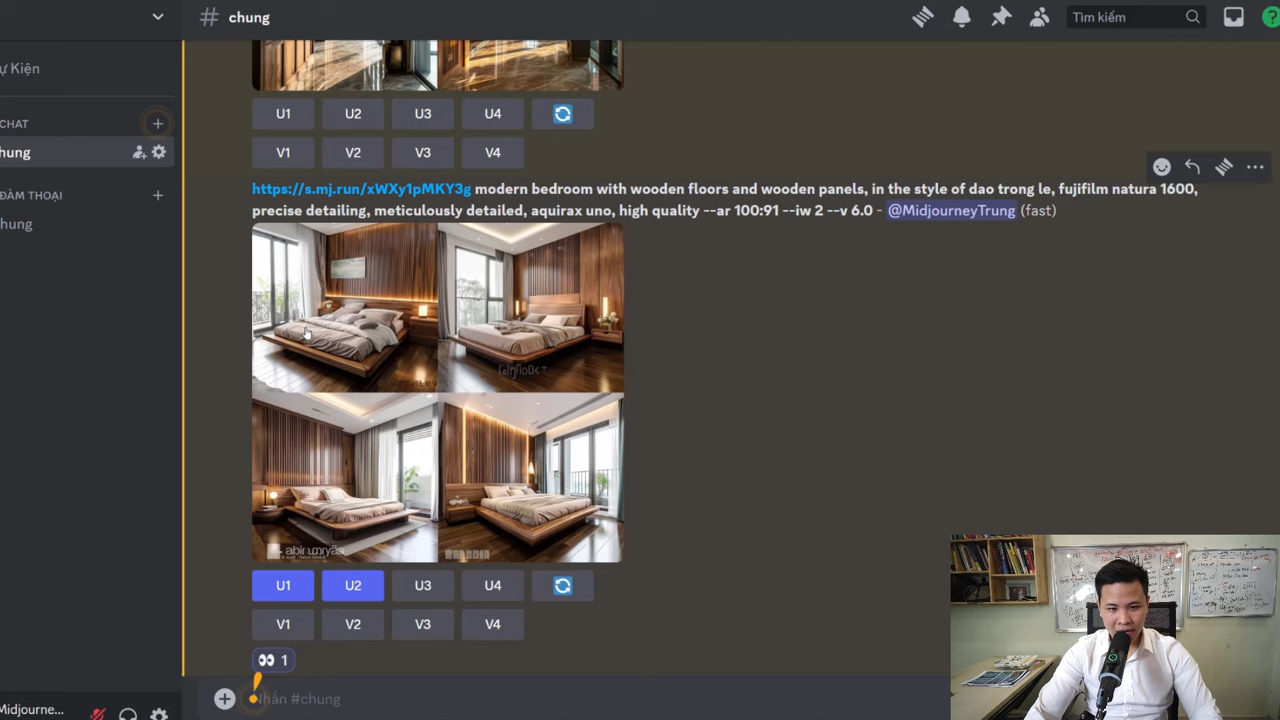 chung
Tìm kiếm
ự Kiện
CHAT
hung
ĐÀM THOẠI
hung
U1 U2 U3 U4
V1 V2 V3 V4
https://s.mj.run/xWXy1pMKY3g modern bedroom with wooden floors and wooden panels, in the style of dao trong le, fujifilm natura 1600,
precise detailing, meticulously detailed, aquirax uno, high quality --ar 100:91 --iw 2 --v 6.0 - @MidjourneyTrung (fast)
U1 U2 U3 U4
V1 V2 V3 V4
1
Nhắn #chung
Midjourne...